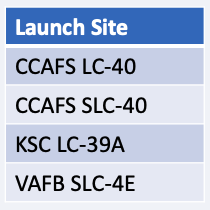 Launch Site
CCAFS LC-40
CCAFS SLC-40
KSC LC-39A
VAFB SLC-4E